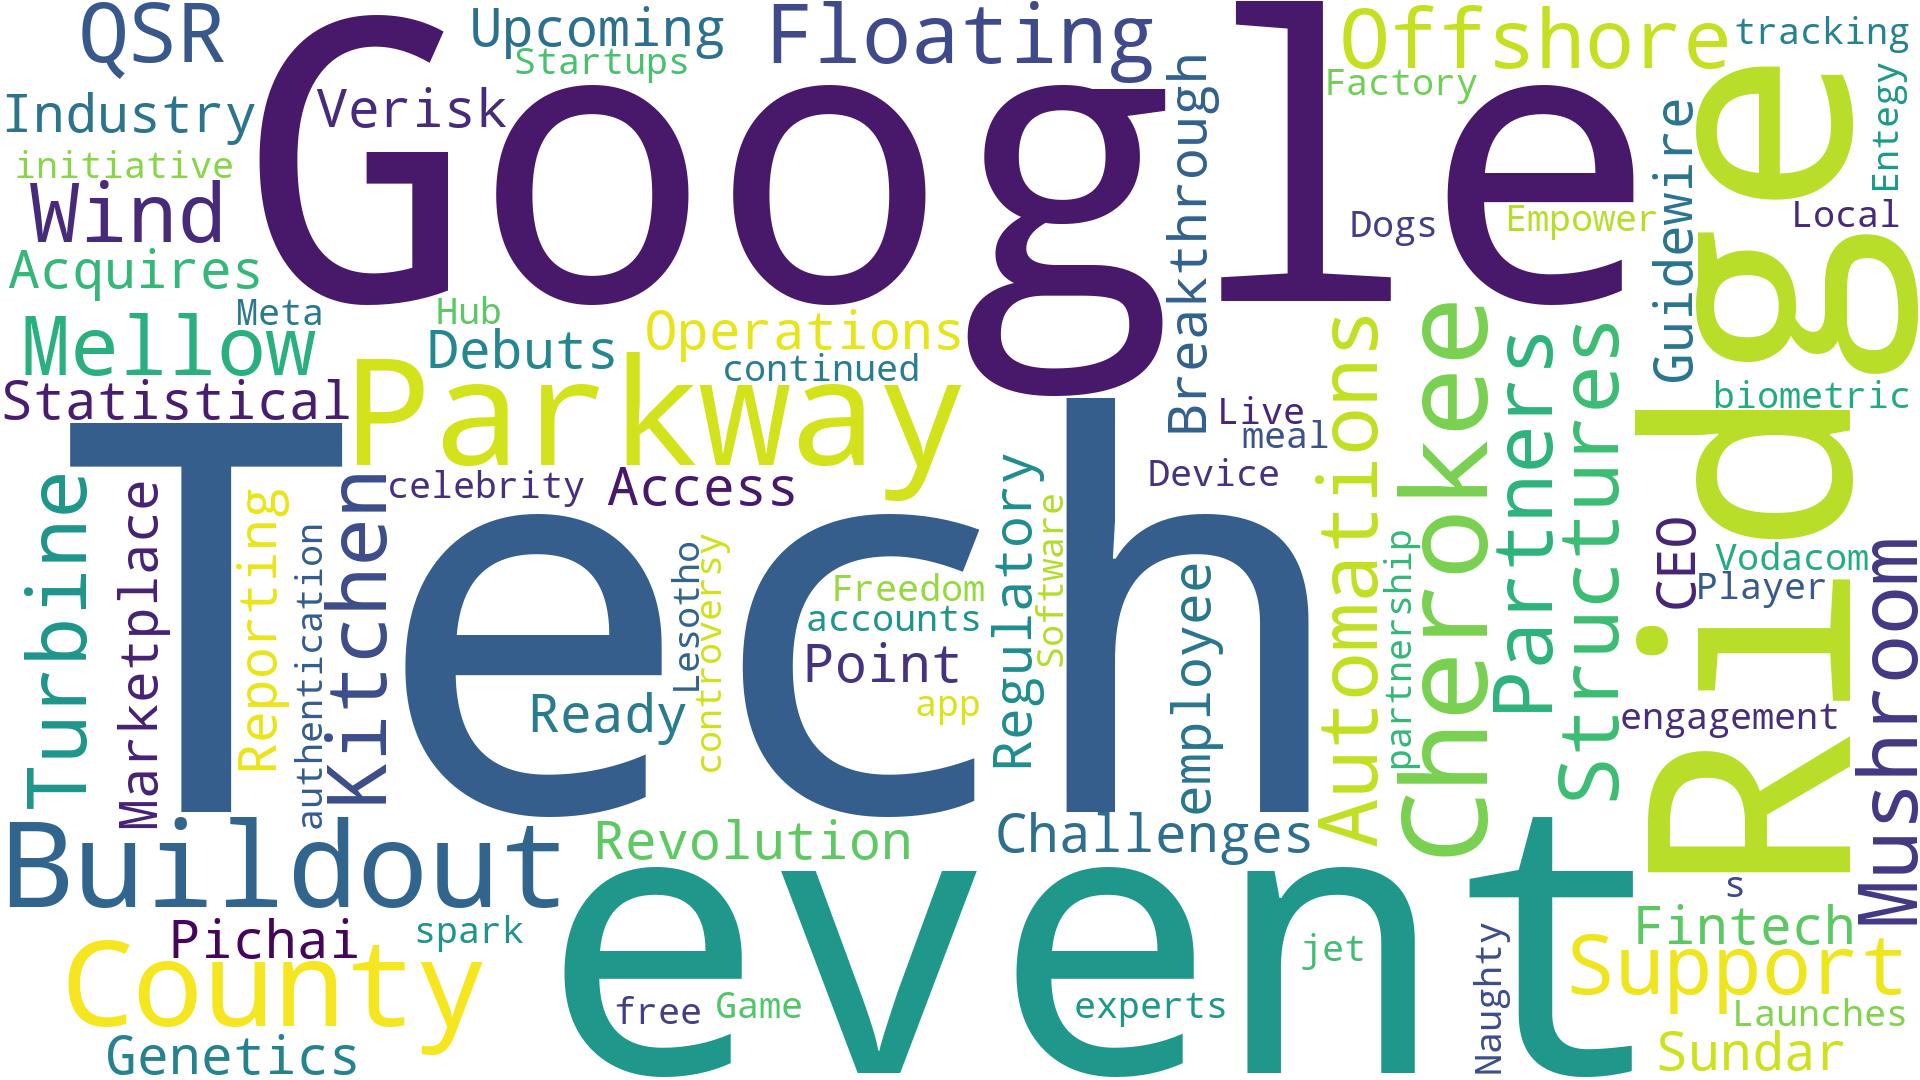 QSR
Upcoming
Startups
Floating
Offshore
tracking
Google
Industry
Verisk
Factory
Breakthrough
Guidewire
Entegy
initiative
Wind
Dogs
Empower
Local
Acquires
Meta
Hub
Mellow
Debuts
Operations
continued
Statistical
Parkway
Live
meal
biometric
Ridge
Cherokee
Automations
Partners
Structures
celebrity
Access
Device
Tech
Turbine
Marketplace
Reporting
authentication
Kitchen
Lesotho
controversy
Freedom
accounts
Point
app
Ready
Regulatory
Software
employee
partnership
CEO
Vodacom
Player
engagement
Mushroom
Buildout
Revolution
Challenges
event
s
Pichai
spark
County
Fintech
Support
jet
Naughty
free
Game
experts
Launches
Genetics
Sundar